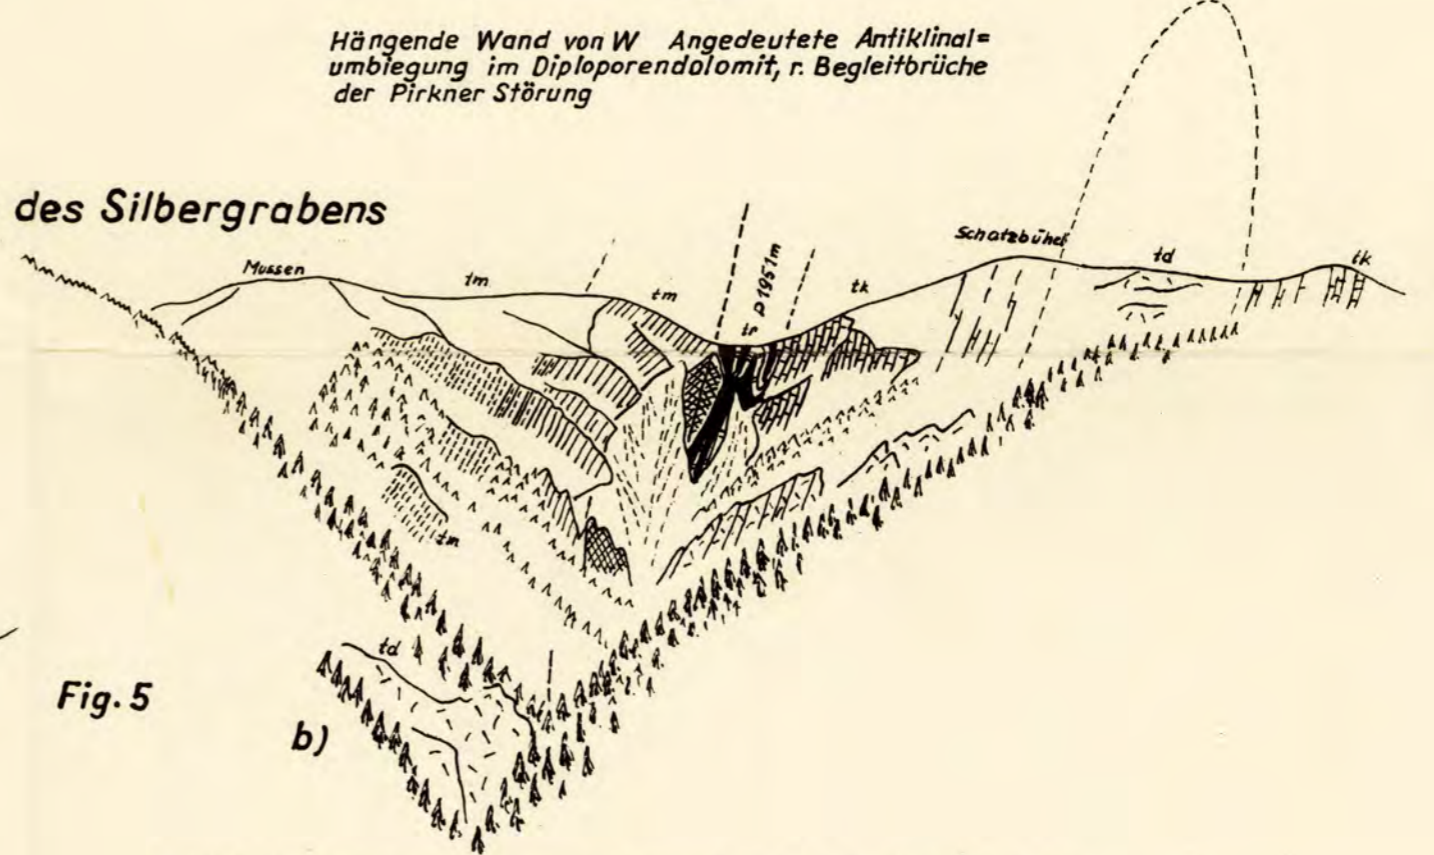 Hängende Wand von W Angedeutete Antiklinal=
umbiegung im Diploporendolomit, r. Begleitbrüche
der Pirkner Störung
des Silbergrabens
Schatzbühel
Mussen
tm
tm
tr
P 1951m
tk
td
tk
tm
td
Fig. 5
b)